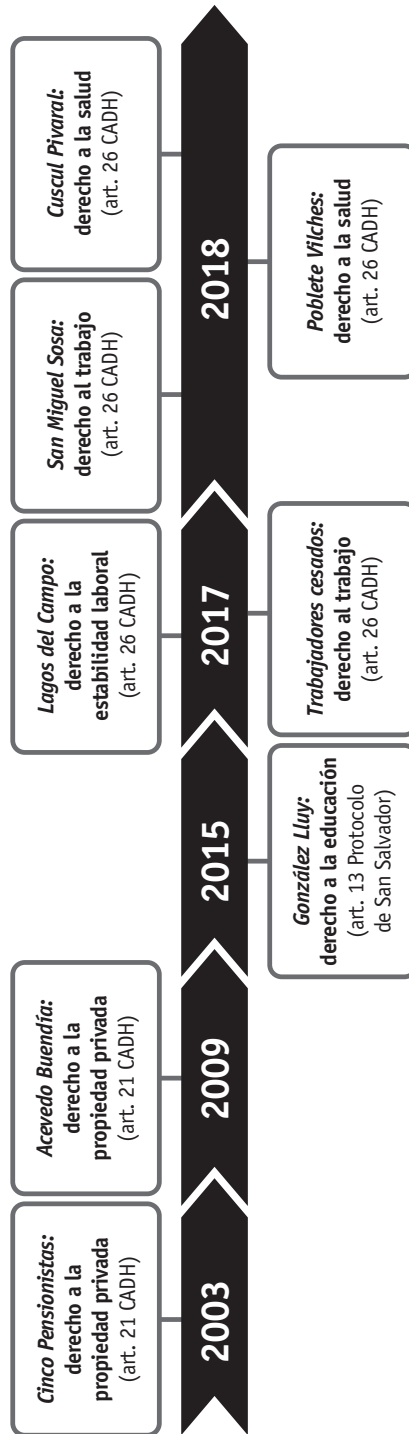 Cinco Pensionistas:
derecho a la
propiedad privada
(art. 21 CADH)
2003
Acevedo Buendía:
derecho a la
propiedad privada
(art. 21 CADH)
2009
2015
González Lluy:
derecho a la educación
(art. 13 Protocolo
de San Salvador)
Lagos del Campo:
derecho a la
estabilidad laboral
(art. 26 CADH)
2017
Trabajadores cesados:
derecho al trabajo
(art. 26 CADH)
San Miguel Sosa:
derecho al trabajo
(art. 26 CADH)
Cuscul Pivaral:
derecho a la salud
(art. 26 CADH)
2018
Poblete Vilches:
derecho a la salud
(art. 26 CADH)